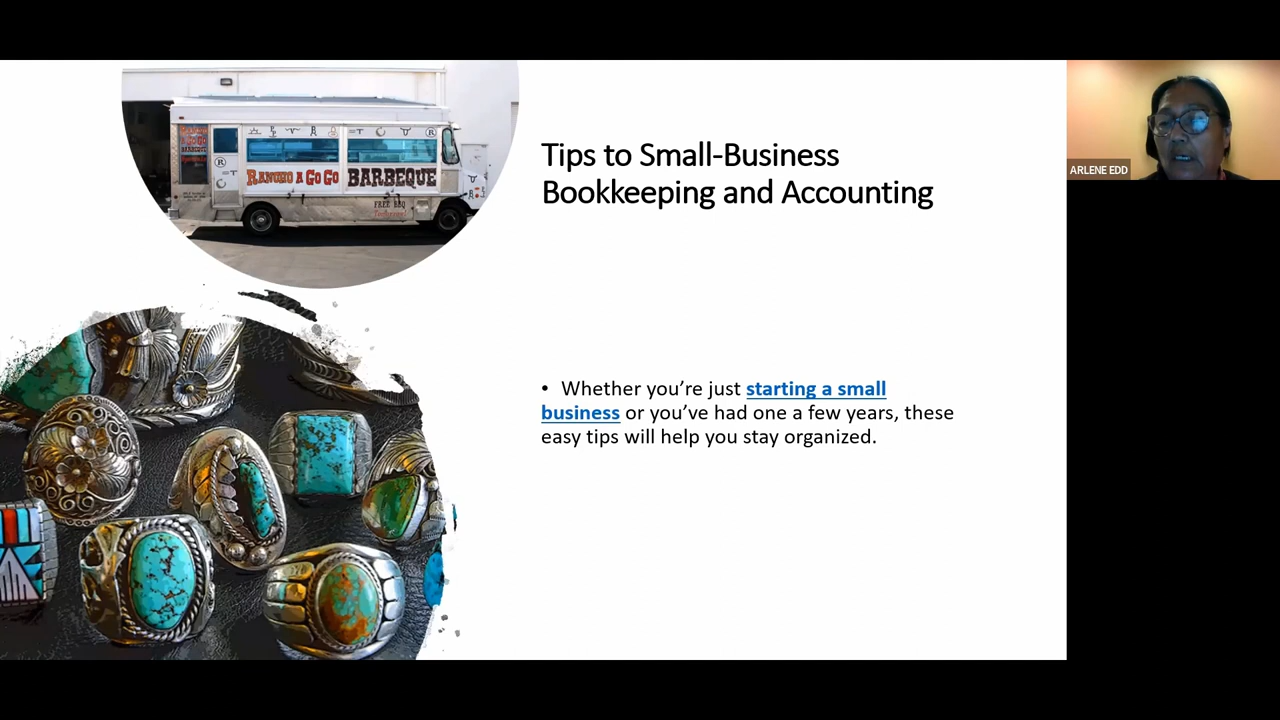 Tips to Small-Business
Bookkeeping and Accounting
• Whether you're just starting a small
business or you've had one a few years, these
easy tips will help you stay organized.
ARLENE EDD
RANCHO A GO GO BARBEQUE
FREE BBQ